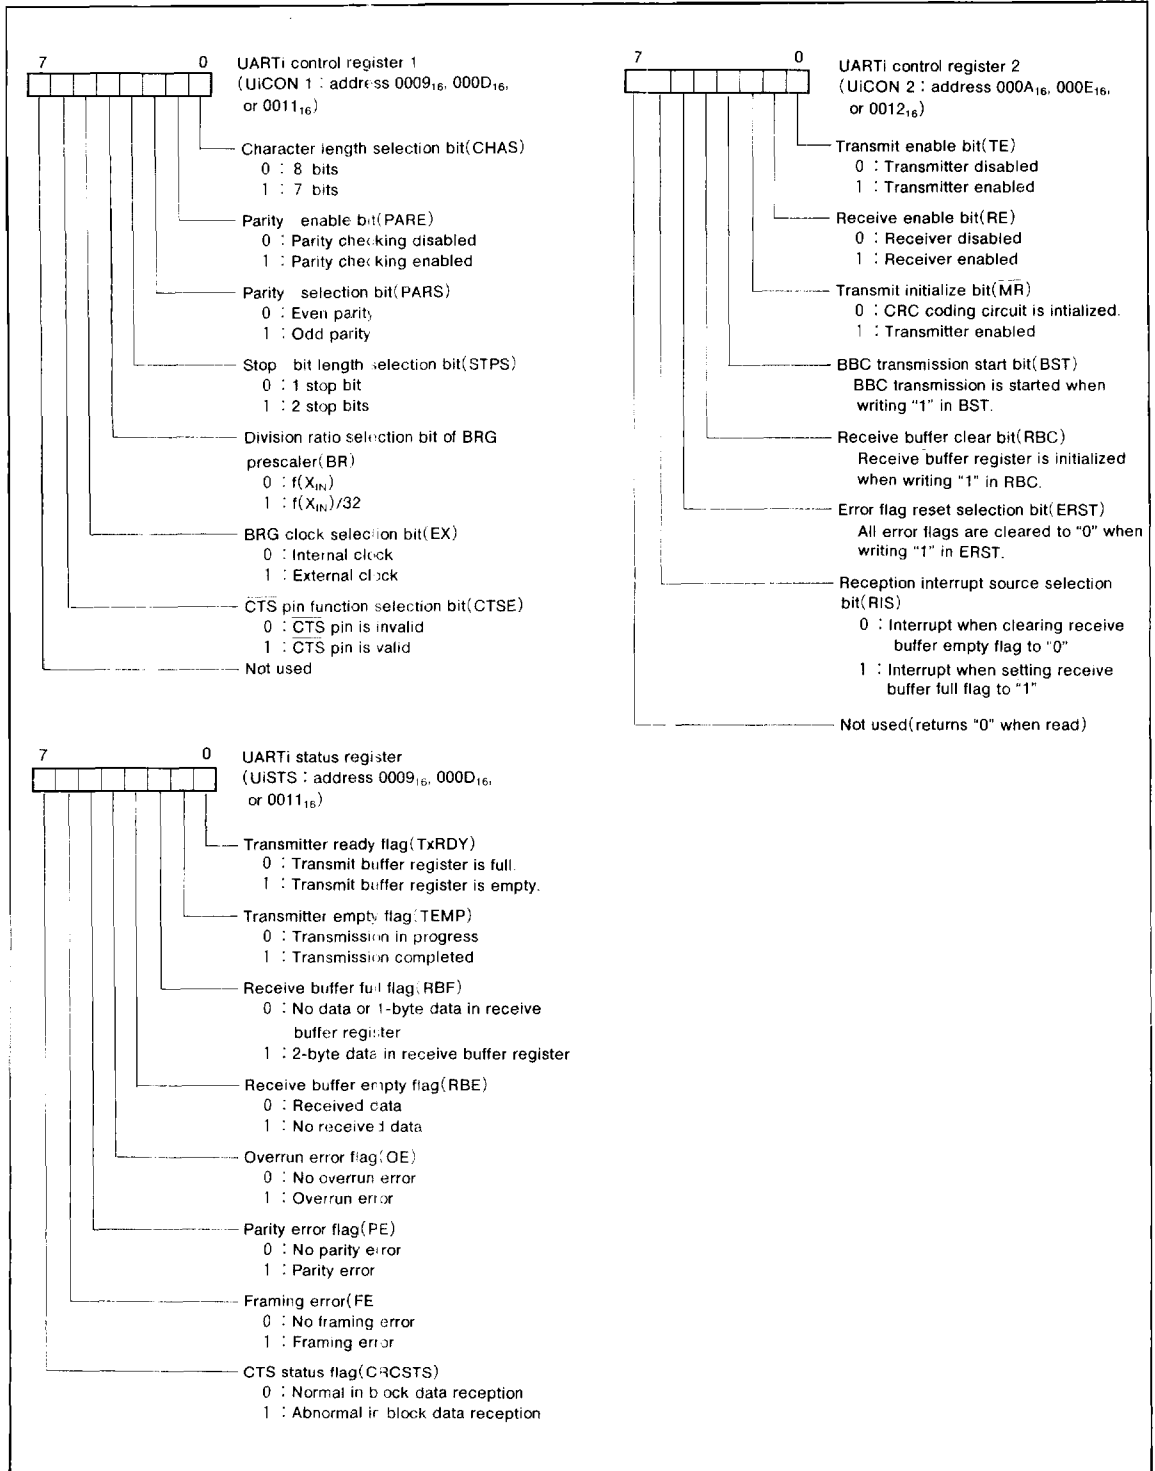 7 0
UARTi control register 1
(UiCON 1 : address 0009₁₆, 000D₁₆,
or 0011₁₆)
Character length selection bit(CHAS)
0 : 8 bits
1 : 7 bits
Parity enable bit(PARE)
0 : Parity checking disabled
1 : Parity checking enabled
Parity selection bit(PARS)
0 : Even parity
1 : Odd parity
Stop bit length selection bit(STPS)
0 : 1 stop bit
1 : 2 stop bits
Division ratio selection bit of BRG
prescaler(BR)
0 : f(X_IN)
1 : f(X_IN)/32
BRG clock selection bit(EX)
0 : Internal clock
1 : External clock
C̅T̅S̅ pin function selection bit(CTSE)
0 : C̅T̅S̅ pin is invalid
1 : C̅T̅S̅ pin is valid
Not used
7 0
UARTi control register 2
(UiCON 2 : address 000A₁₆, 000E₁₆,
or 0012₁₆)
Transmit enable bit(TE)
0 : Transmitter disabled
1 : Transmitter enabled
Receive enable bit(RE)
0 : Receiver disabled
1 : Receiver enabled
Transmit initialize bit(M̅R̅)
0 : CRC coding circuit is intialized.
1 : Transmitter enabled
BBC transmission start bit(BST)
BBC transmission is started when
writing "1" in BST.
Receive buffer clear bit(RBC)
Receive buffer register is initialized
when writing "1" in RBC.
Error flag reset selection bit(ERST)
All error flags are cleared to "0" when
writing "1" in ERST.
Reception interrupt source selection
bit(RIS)
0 : Interrupt when clearing receive
buffer empty flag to "0"
1 : Interrupt when setting receive
buffer full flag to "1"
Not used(returns "0" when read)
7 0
UARTi status register
(UiSTS : address 0009₁₆, 000D₁₆,
or 0011₁₆)
Transmitter ready flag(TxRDY)
0 : Transmit buffer register is full.
1 : Transmit buffer register is empty.
Transmitter empty flag(TEMP)
0 : Transmission in progress
1 : Transmission completed
Receive buffer full flag(RBF)
0 : No data or 1-byte data in receive
buffer register
1 : 2-byte data in receive buffer register
Receive buffer empty flag(RBE)
0 : Received data
1 : No received data
Overrun error flag(OE)
0 : No overrun error
1 : Overrun error
Parity error flag(PE)
0 : No parity error
1 : Parity error
Framing error(FE
0 : No framing error
1 : Framing error
CTS status flag(CRCSTS)
0 : Normal in block data reception
1 : Abnormal in block data reception